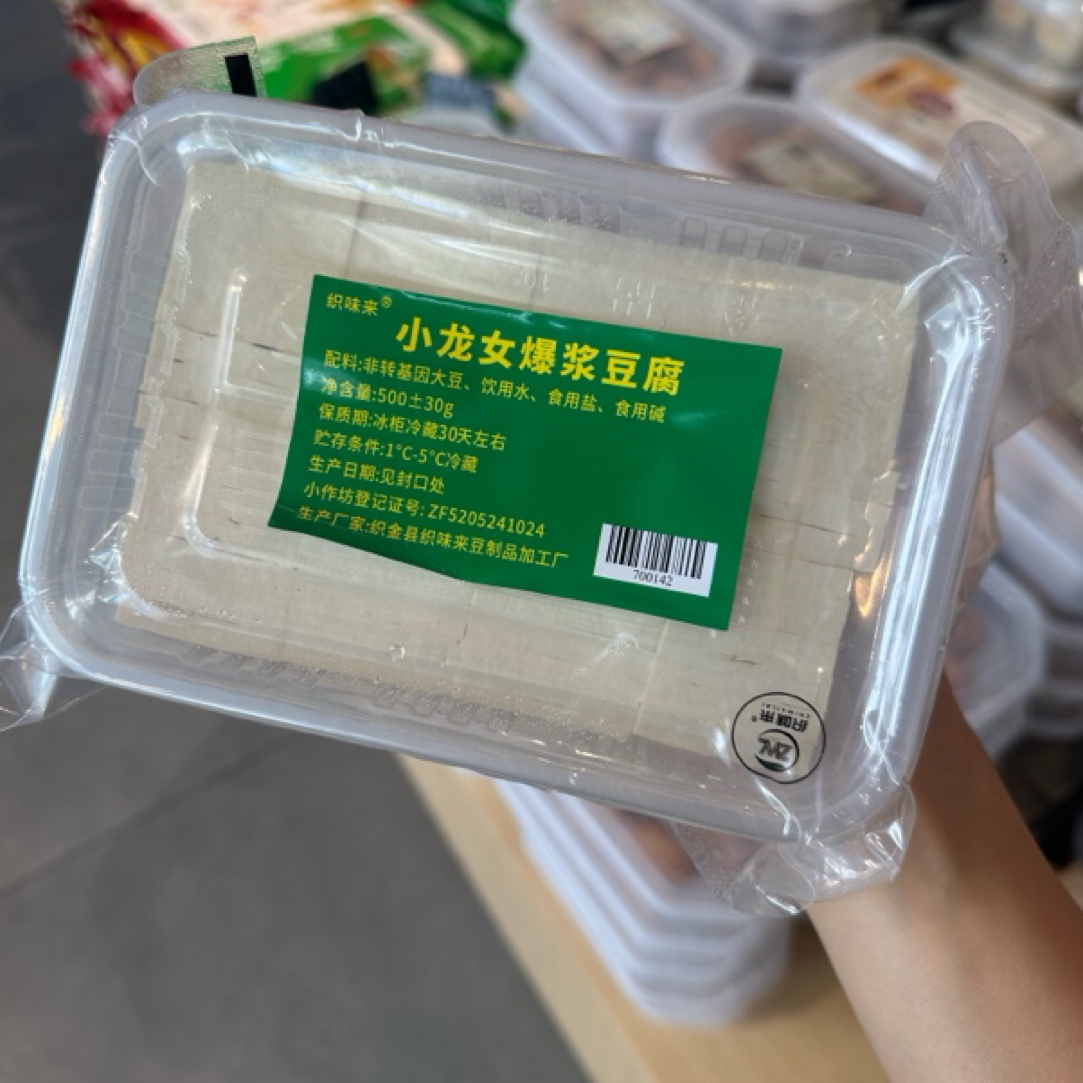 织味来®
小龙女爆浆豆腐
配料:非转基因大豆、饮用水、食用盐、食用碱
净含量:500±30g
保质期:冰柜冷藏30天左右
贮存条件:1°C-5°C冷藏
生产日期:见封口处
小作坊登记证号: ZF5205241024
生产厂家:织金县织味来豆制品加工厂
700142
织味来®